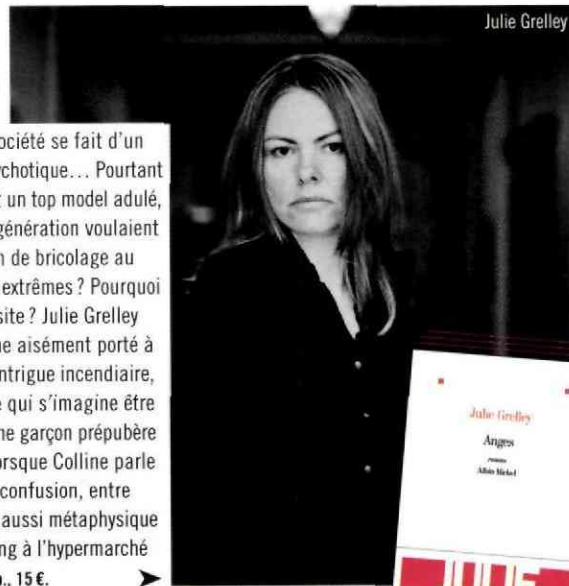 Julie Grelley
ociété se fait d'un
chotique... Pourtant
un top model adulé,
génération voulaient
de bricolage au
extrêmes ? Pourquoi
site ? Julie Grelley
aisément porté à
ntrigue incendiaire,
qui s'imagine être
ne garçon prépubère
orsque Colline parle
confusion, entre
aussi métaphysique
ng à l'hypermarché
15 €.
Julie Grelley
Anges
roman
Albin Michel